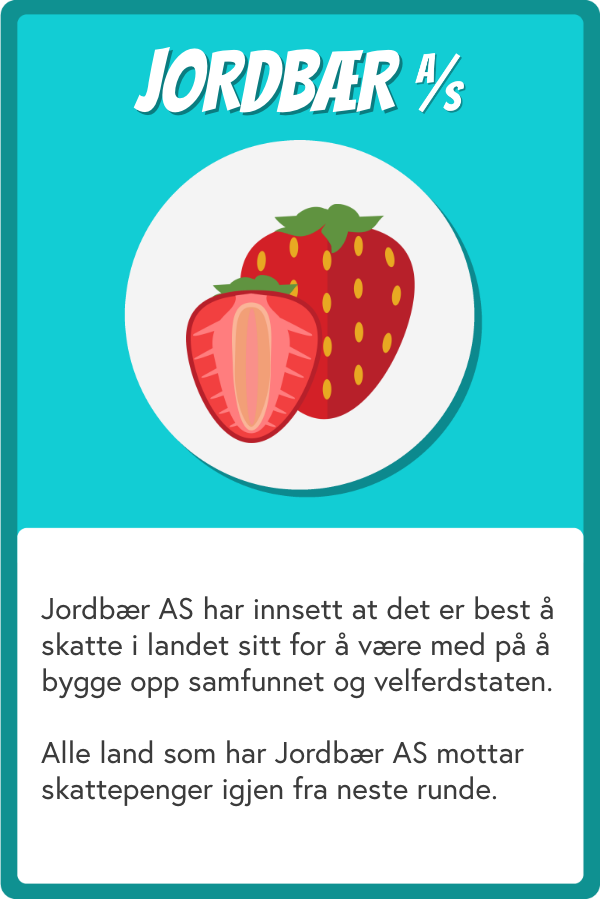 JORDBÆR A/S
Jordbær AS har innsett at det er best å
skatte i landet sitt for å være med på å
bygge opp samfunnet og velferdstaten.
Alle land som har Jordbær AS mottar
skattepenger igjen fra neste runde.